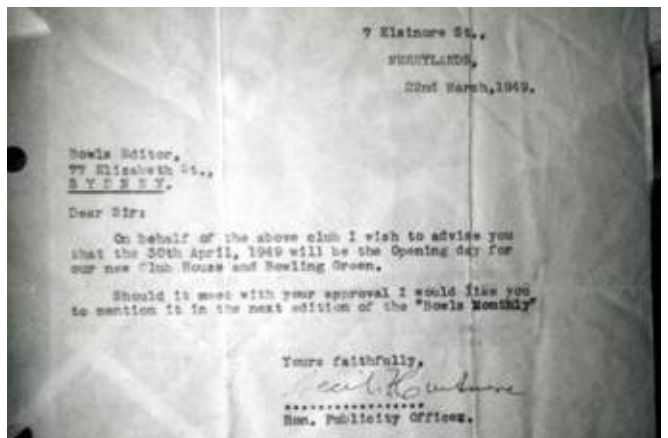 7 Elsinore St.,
MERRYLANDS.
22nd March,1949.
Bowls Editor,
77 Elizabeth St.,
S Y D N E Y.
Dear Sir:
On behalf of the above club I wish to advise you
that the 30th April, 1949 will be the Opening day for
our new Club House and Bowling Green.
Should it meet with your approval I would like you
to mention it in the next edition of the "Bowls Monthly"
Yours faithfully,
Cecil
.................
Hon. Publicity Officer.